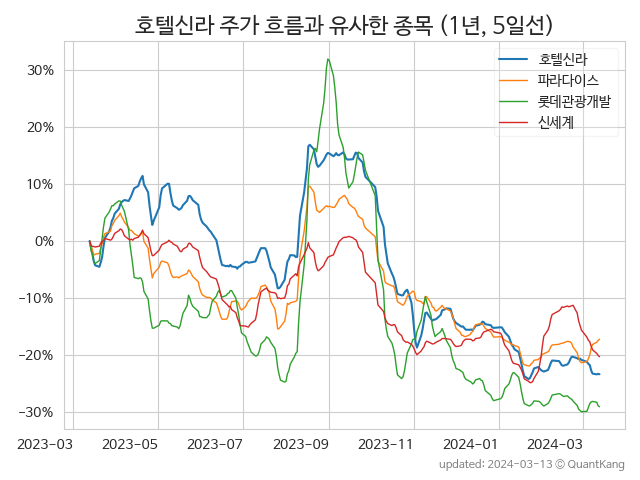 호텔신라 주가 흐름과 유사한 종목 (1년, 5일선)
호텔신라
파라다이스
롯데관광개발
신세계
30%
20%
10%
0%
−10%
−20%
−30%
2023-03 2023-05 2023-07 2023-09 2023-11 2024-01 2024-03
updated: 2024-03-13 ⓒ QuantKang